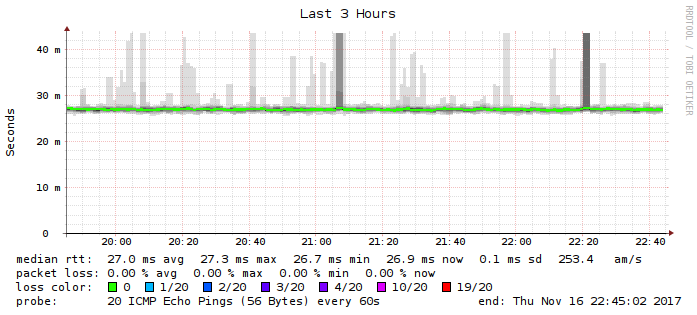 Last 3 Hours
RRDTOOL / TOBI OETIKER
Seconds
40 m
30 m
20 m
10 m
0
20:00 20:20 20:40 21:00 21:20 21:40 22:00 22:20 22:40
median rtt: 27.0 ms avg 27.3 ms max 26.7 ms min 26.9 ms now 0.1 ms sd 253.4 am/s
packet loss: 0.00 % avg 0.00 % max 0.00 % min 0.00 % now
loss color: 0 1/20 2/20 3/20 4/20 10/20 19/20
probe: 20 ICMP Echo Pings (56 Bytes) every 60s end: Thu Nov 16 22:45:02 2017